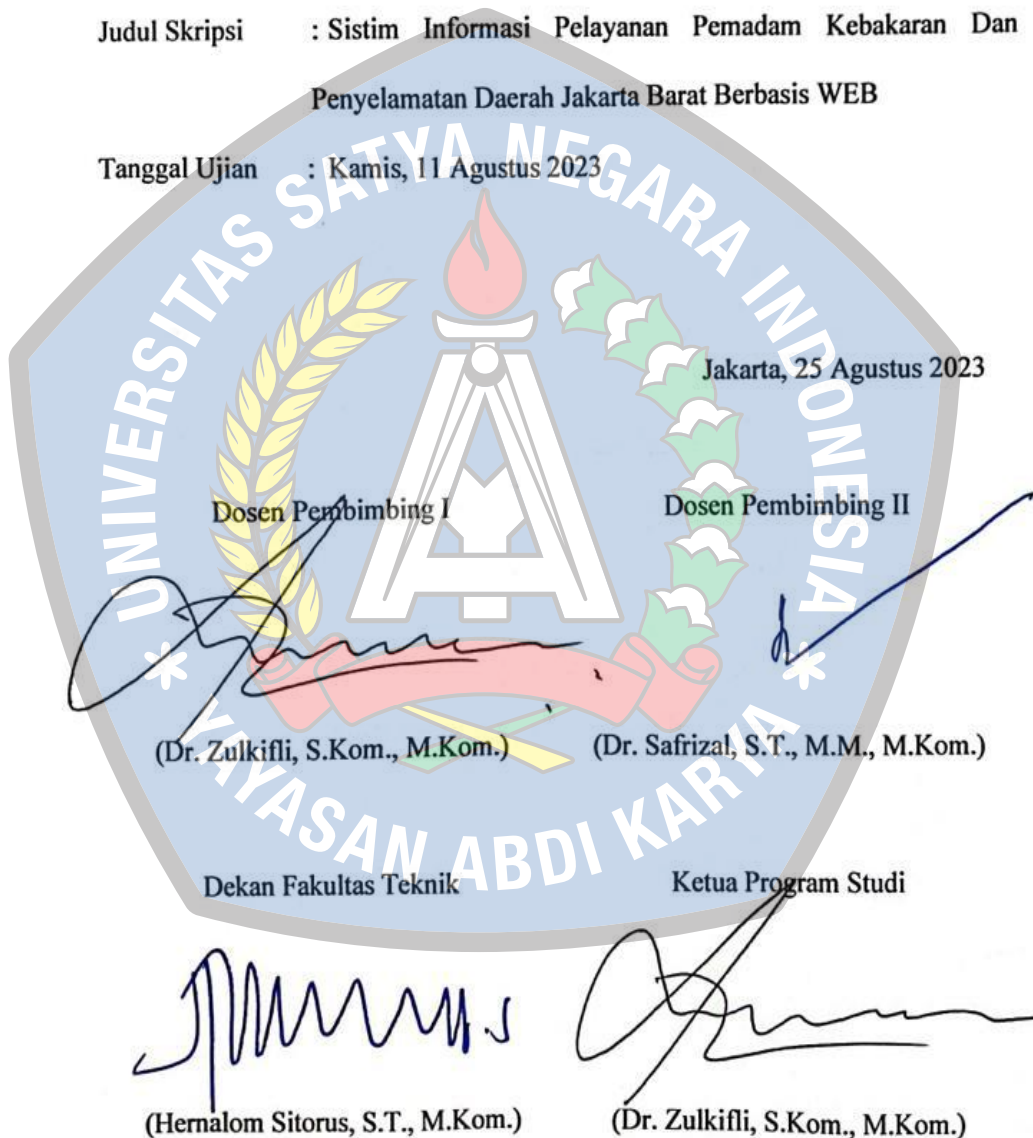 Judul Skripsi : Sistim Informasi Pelayanan Pemadam Kebakaran Dan
Penyelamatan Daerah Jakarta Barat Berbasis WEB
Tanggal Ujian : Kamis, 11 Agustus 2023
UNIVERSITAS SATYA NEGARA INDONESIA
Jakarta, 25 Agustus 2023
Dosen Pembimbing I Dosen Pembimbing II
(Dr. Zulkifli, S.Kom., M.Kom.) (Dr. Safrizal, S.T., M.M., M.Kom.)
* YAYASAN ABDI KARYA *
Dekan Fakultas Teknik Ketua Program Studi
(Hernalom Sitorus, S.T., M.Kom.) (Dr. Zulkifli, S.Kom., M.Kom.)